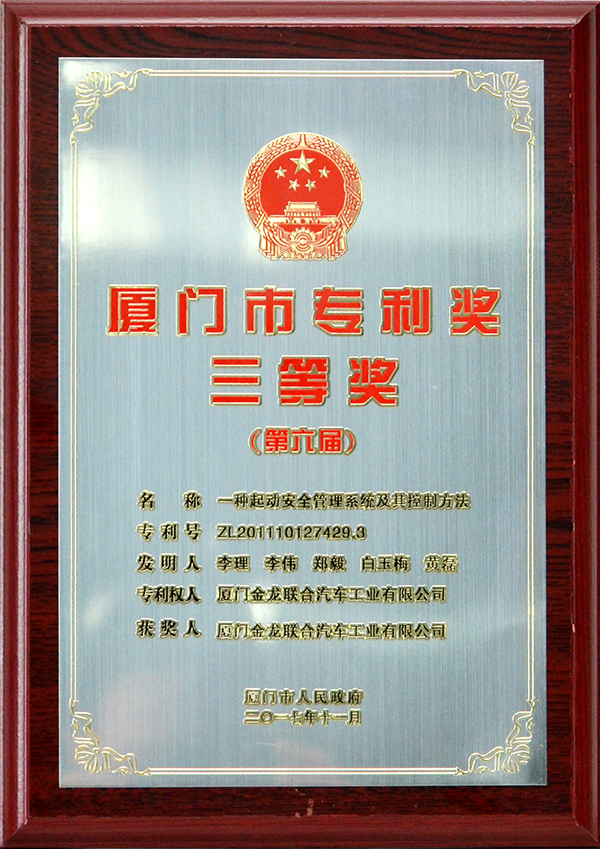 厦门市专利奖
三等奖
（第六届）
名称 一种起动安全管理系统及其控制方法
专利号 ZL201110127429.3
发明人 李理 李伟 郑毅 白玉梅 黄磊
专利权人 厦门金龙联合汽车工业有限公司
获奖人 厦门金龙联合汽车工业有限公司
厦门市人民政府
二〇一七年十一月